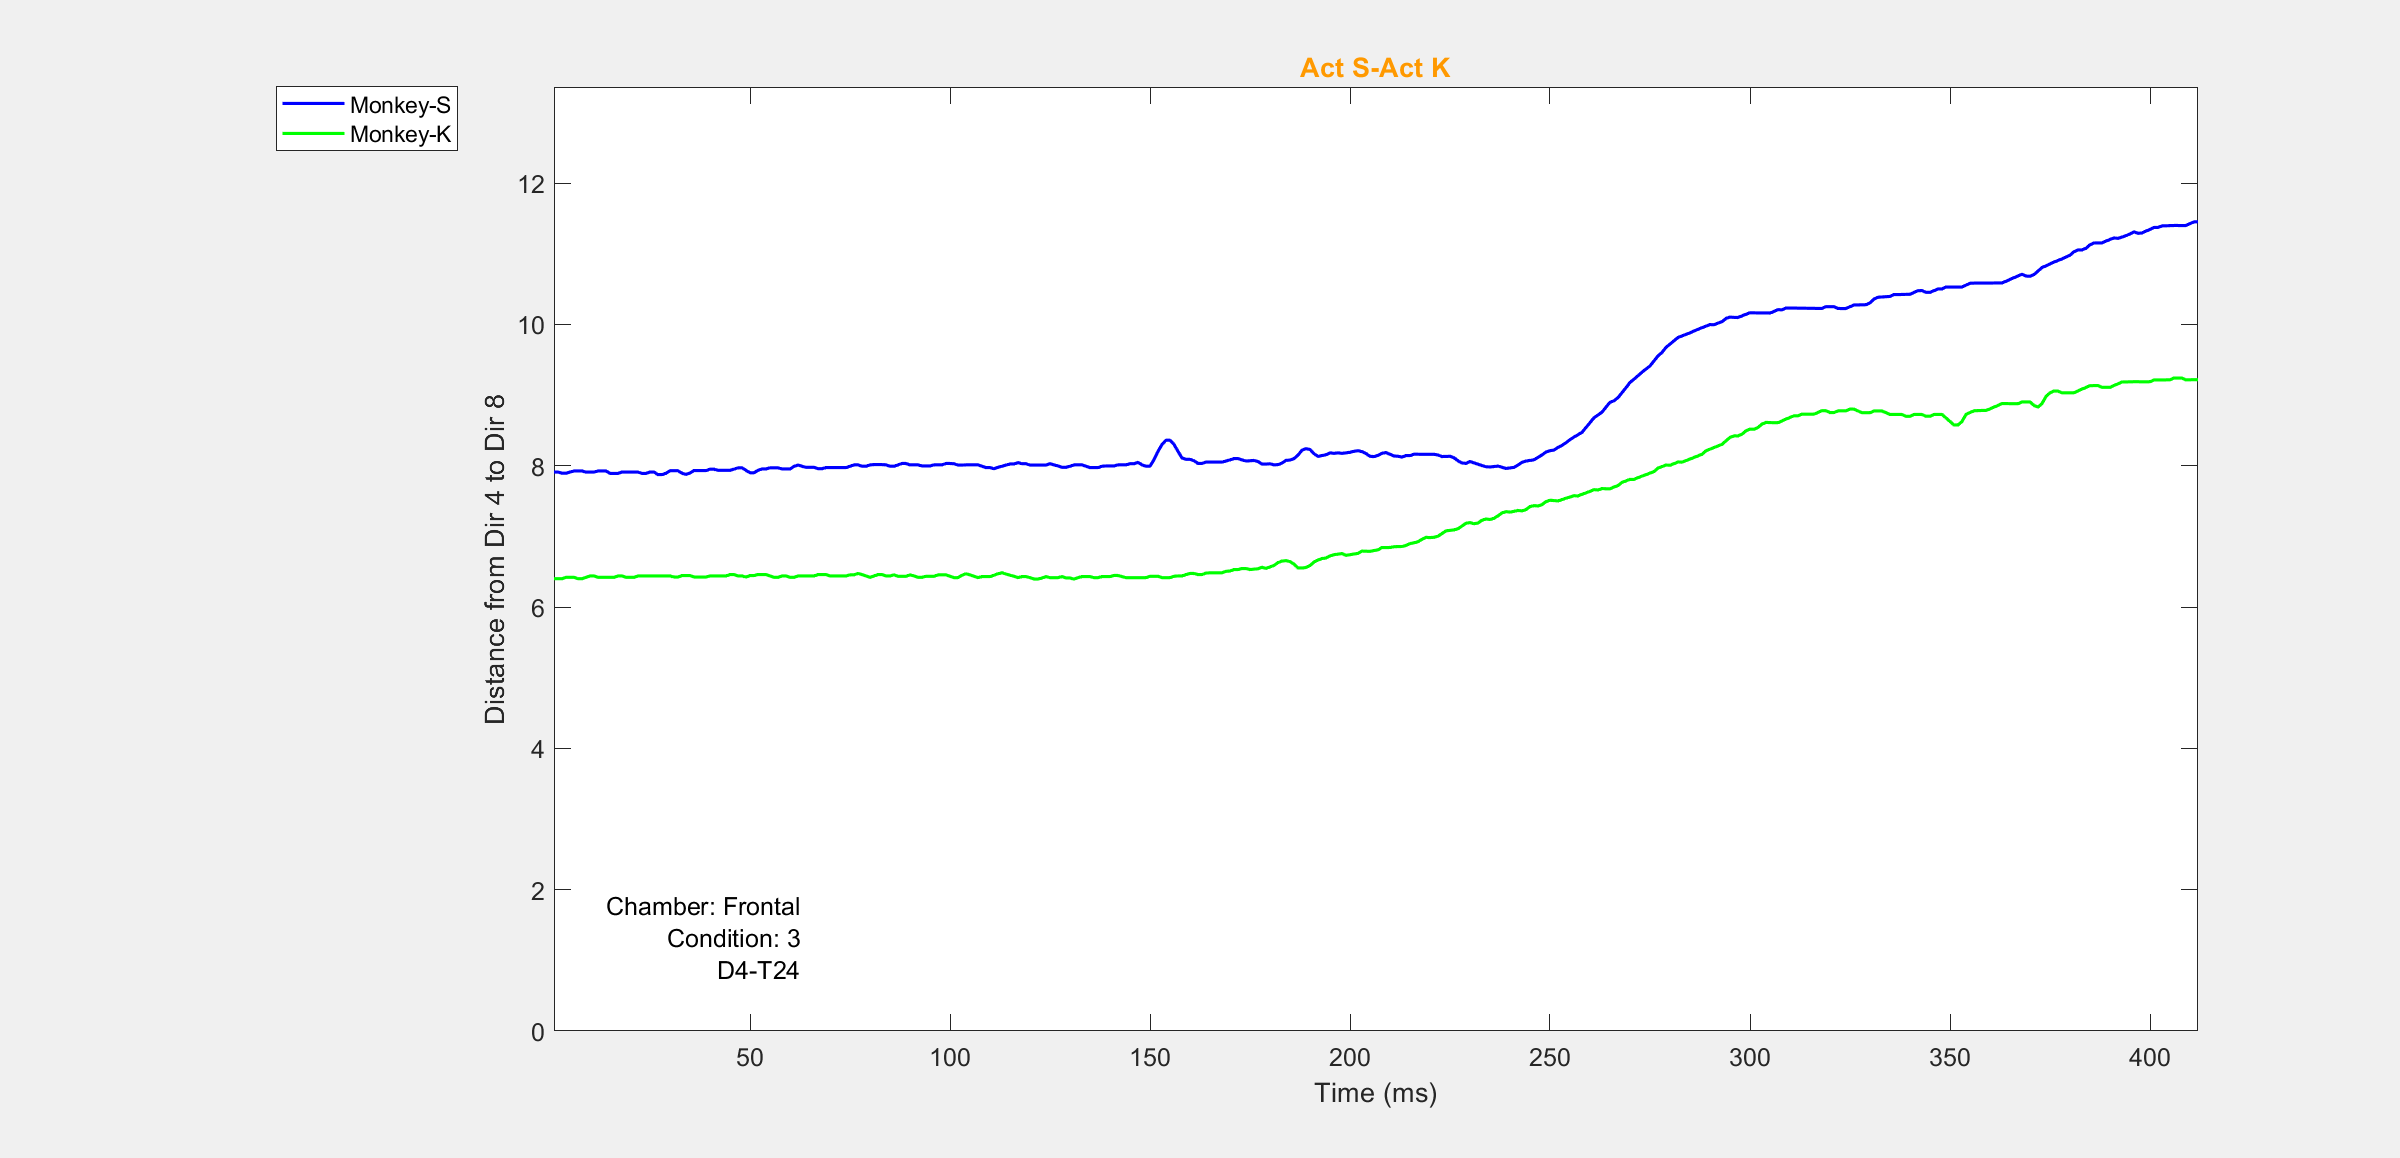 Act S-Act K
Monkey-S
Monkey-K
Distance from Dir 4 to Dir 8
12
10
8
6
4
2
0
Chamber: Frontal
Condition: 3
D4-T24
50 100 150 200 250 300 350 400
Time (ms)